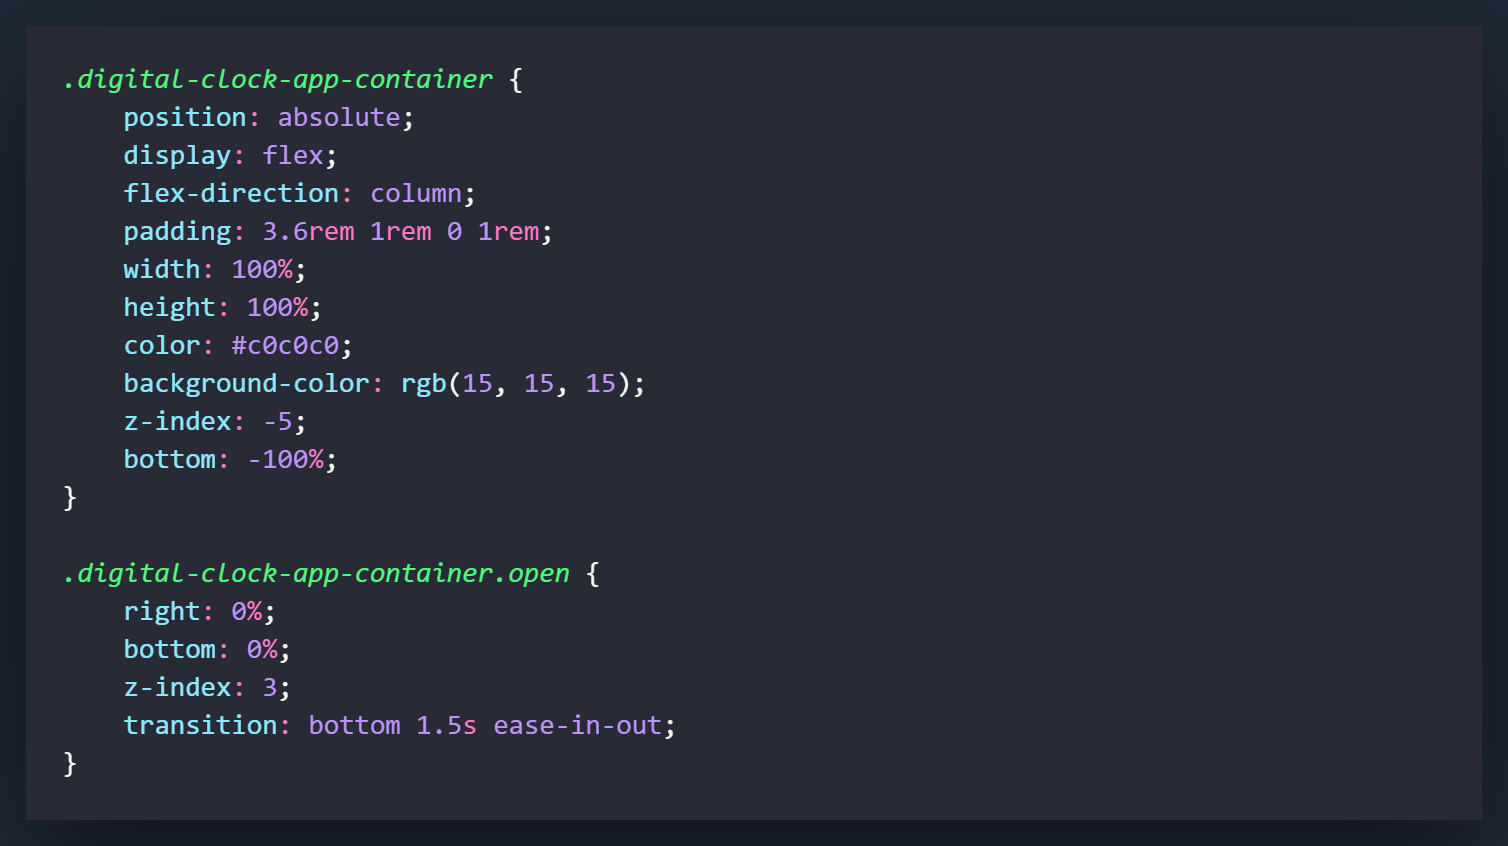 .digital-clock-app-container {
    position: absolute;
    display: flex;
    flex-direction: column;
    padding: 3.6rem 1rem 0 1rem;
    width: 100%;
    height: 100%;
    color: #c0c0c0;
    background-color: rgb(15, 15, 15);
    z-index: -5;
    bottom: -100%;
}

.digital-clock-app-container.open {
    right: 0%;
    bottom: 0%;
    z-index: 3;
    transition: bottom 1.5s ease-in-out;
}